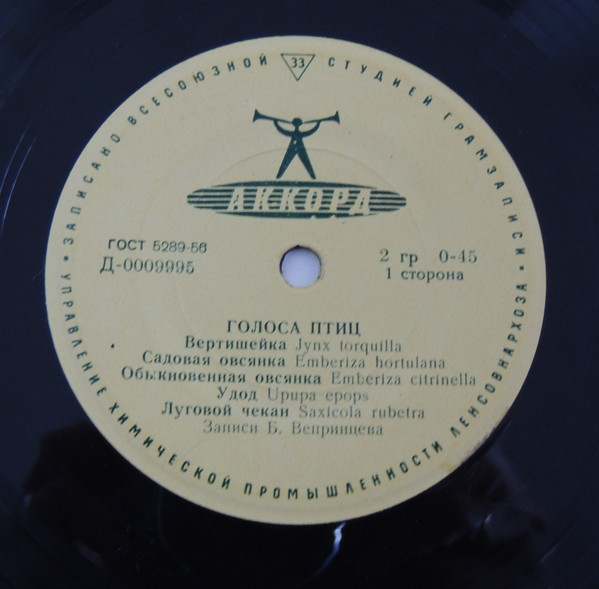 • ЗАПИСАНО ВСЕСОЮЗНОЙ 33 СТУДИЕЙ ГРАМЗАПИСИ •
АККОРД
ГОСТ 5289-56
Д-0009995
2 гр 0-45
1 сторона
ГОЛОСА ПТИЦ
Вертишейка Jynx torquilla
Садовая овсянка Emberiza hortulana
Обыкновенная овсянка Emberiza citrinella
Удод Upupa epops
Луговой чекан Saxicola rubetra
Записи Б. Вепринцева
УПРАВЛЕНИЕ ХИМИЧЕСКОЙ ПРОМЫШЛЕННОСТИ ЛЕНСОВНАРХОЗА